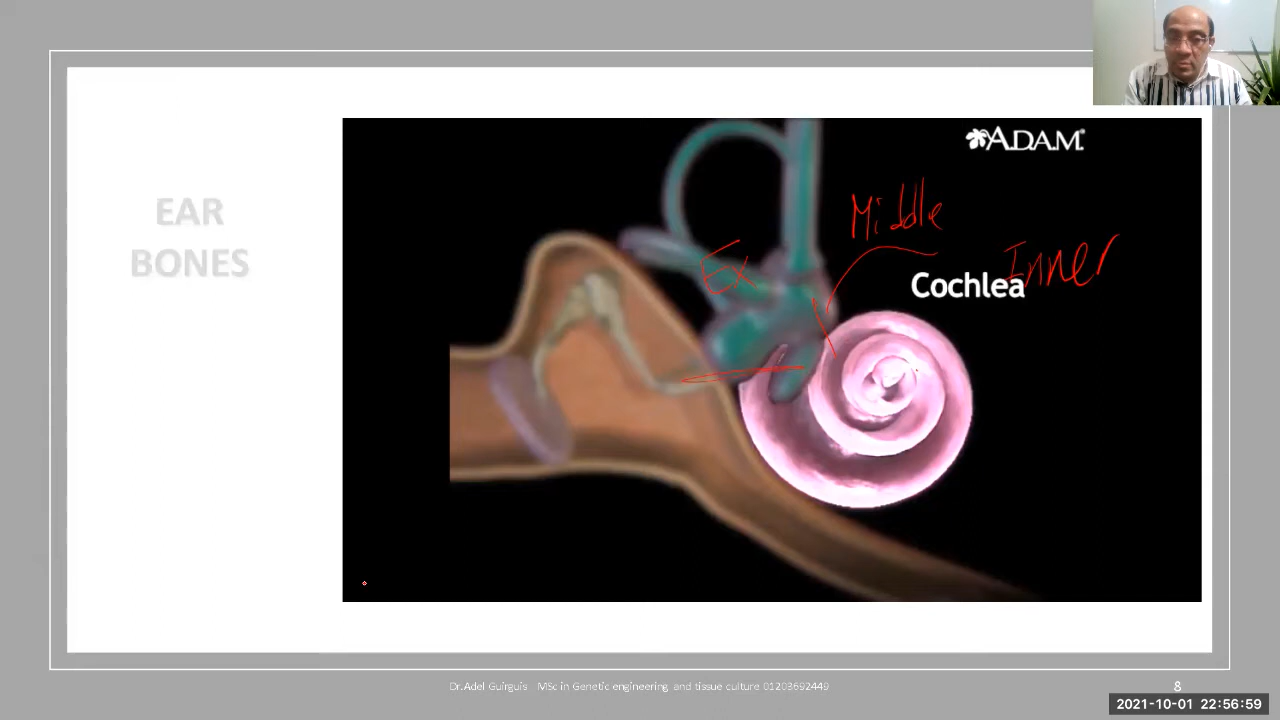 A.D.A.M.
Middle
Inner
Ex
Cochlea
EAR
BONES
Dr.Adel Guirguis MSc in Genetic engineering and tissue culture 01203692449
8
2021-10-01 22:56:59